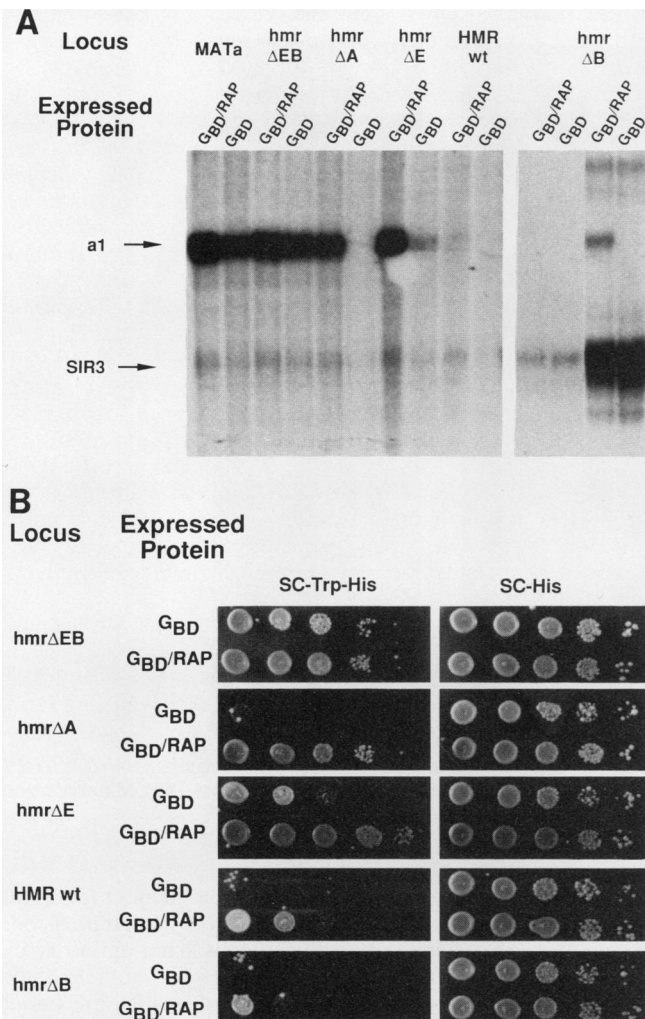 A
Locus MATa hmr ΔEB hmr ΔA hmr ΔE HMR wt hmr ΔB
Expressed Protein GBD/RAP GBD GBD/RAP GBD GBD/RAP GBD GBD/RAP GBD GBD/RAP GBD GBD/RAP GBD GBD/RAP GBD
a1
SIR3
B
Locus Expressed Protein
SC-Trp-His SC-His
hmrΔEB GBD
GBD/RAP
hmrΔA GBD
GBD/RAP
hmrΔE GBD
GBD/RAP
HMR wt GBD
GBD/RAP
hmrΔB GBD
GBD/RAP